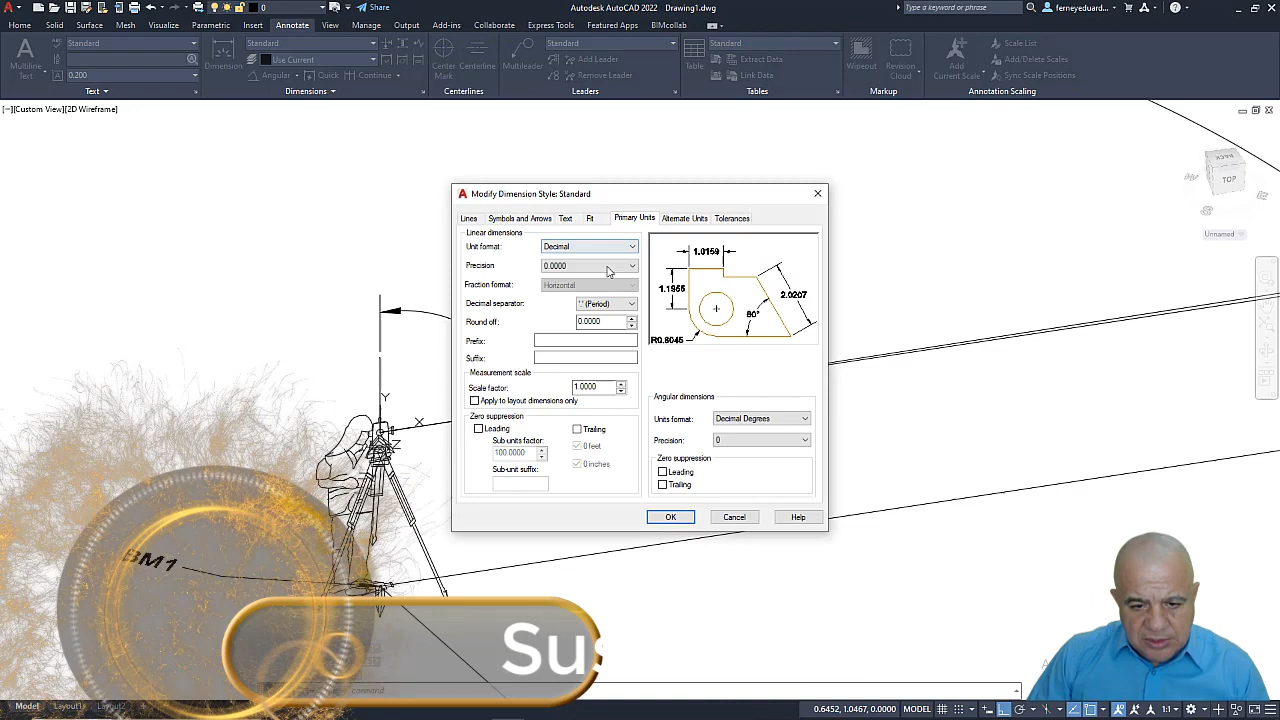 Share
Autodesk AutoCAD 2022 Drawing1.dwg
Type a keyword or phrase
ferneyeduard...
0
Home Insert Draw Solid Surface Mesh Visualize Parametric Annotate View Manage Output Add-ins Collaborate Express Tools Featured Apps BIMcollab
Multiline
Text
Standard
0.200
Dimension
Standard
Use Current
Angular
Quick
Continue
Center
Mark
Centerline
Multileader
Standard
Add Leader
Remove Leader
Table
Standard
Extract Data
Link Data
Wipeout
Revision
Cloud
Add
Current Scale
Scale List
Add/Delete Scales
Sync Scale Positions
Text
Dimensions
Centerlines
Leaders
Tables
Markup
Annotation Scaling
[−][Custom View][2D Wireframe]
BACK
TOP
Unnamed
Modify Dimension Style: Standard
Lines Symbols and Arrows Text Fit Primary Units Alternate Units Tolerances
Linear dimensions
Unit format: Decimal
Precision 0.0000
Fraction format: Horizontal
Decimal separator: '.' (Period)
Round off: 0.0000
Prefix:
Suffix:
Measurement scale
Scale factor: 1.0000
Apply to layout dimensions only
Zero suppression
Leading
Sub-units factor:
100.0000
Sub-unit suffix:
Trailing
0 feet
0 inches
1.0159
1.1955
2.0207
60°
R0.8045
Angular dimensions
Units format: Decimal Degrees
Precision: 0
Zero suppression
Leading
Trailing
OK Cancel Help
Y
X
Z
BM1
Sus
command
Model Layout1 Layout2
0.6452, 1.0467, 0.0000 MODEL
1:1